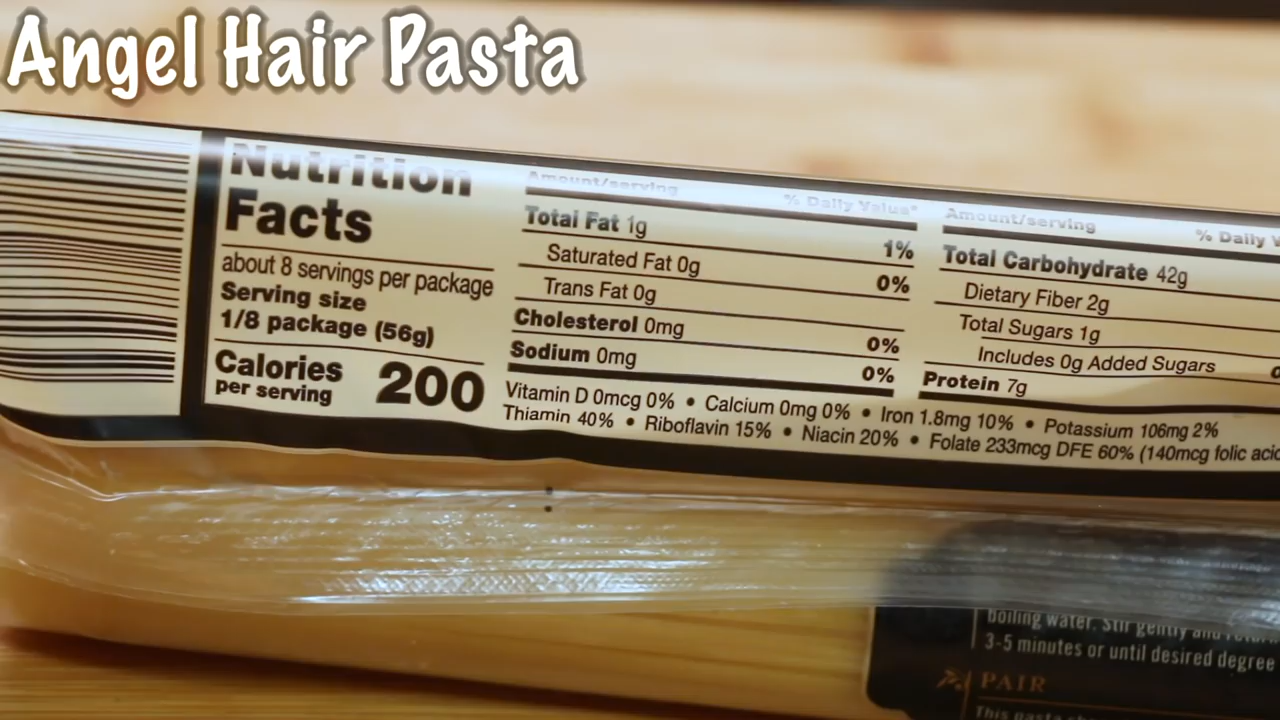 Angel Hair Pasta
Nutrition
Facts
about 8 servings per package
Serving size
1/8 package (56g)
Calories
per serving
200
Amount/serving
% Daily Value*
Total Fat 1g 1%
Saturated Fat 0g 0%
Trans Fat 0g
Cholesterol 0mg 0%
Sodium 0mg 0%
Amount/serving
% Daily
Total Carbohydrate 42g
Dietary Fiber 2g
Total Sugars 1g
Includes 0g Added Sugars
Protein 7g
Vitamin D 0mcg 0% • Calcium 0mg 0% • Iron 1.8mg 10% • Potassium 106mg 2%
Thiamin 40% • Riboflavin 15% • Niacin 20% • Folate 233mcg DFE 60% (140mcg folic
boiling water. Stir gently and
3-5 minutes or until desired degree
PAIR
This pasta